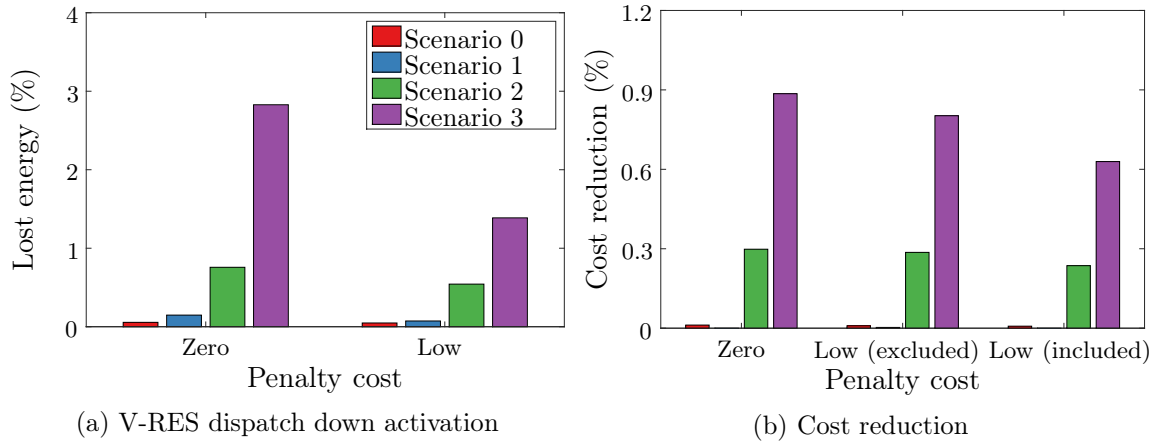 4
3
2
1
0
Lost energy (%)
Scenario 0
Scenario 1
Scenario 2
Scenario 3
Zero
Low
Penalty cost
(a) V-RES dispatch down activation
1.2
0.9
0.6
0.3
0
Cost reduction (%)
Zero
Low (excluded)
Low (included)
Penalty cost
(b) Cost reduction